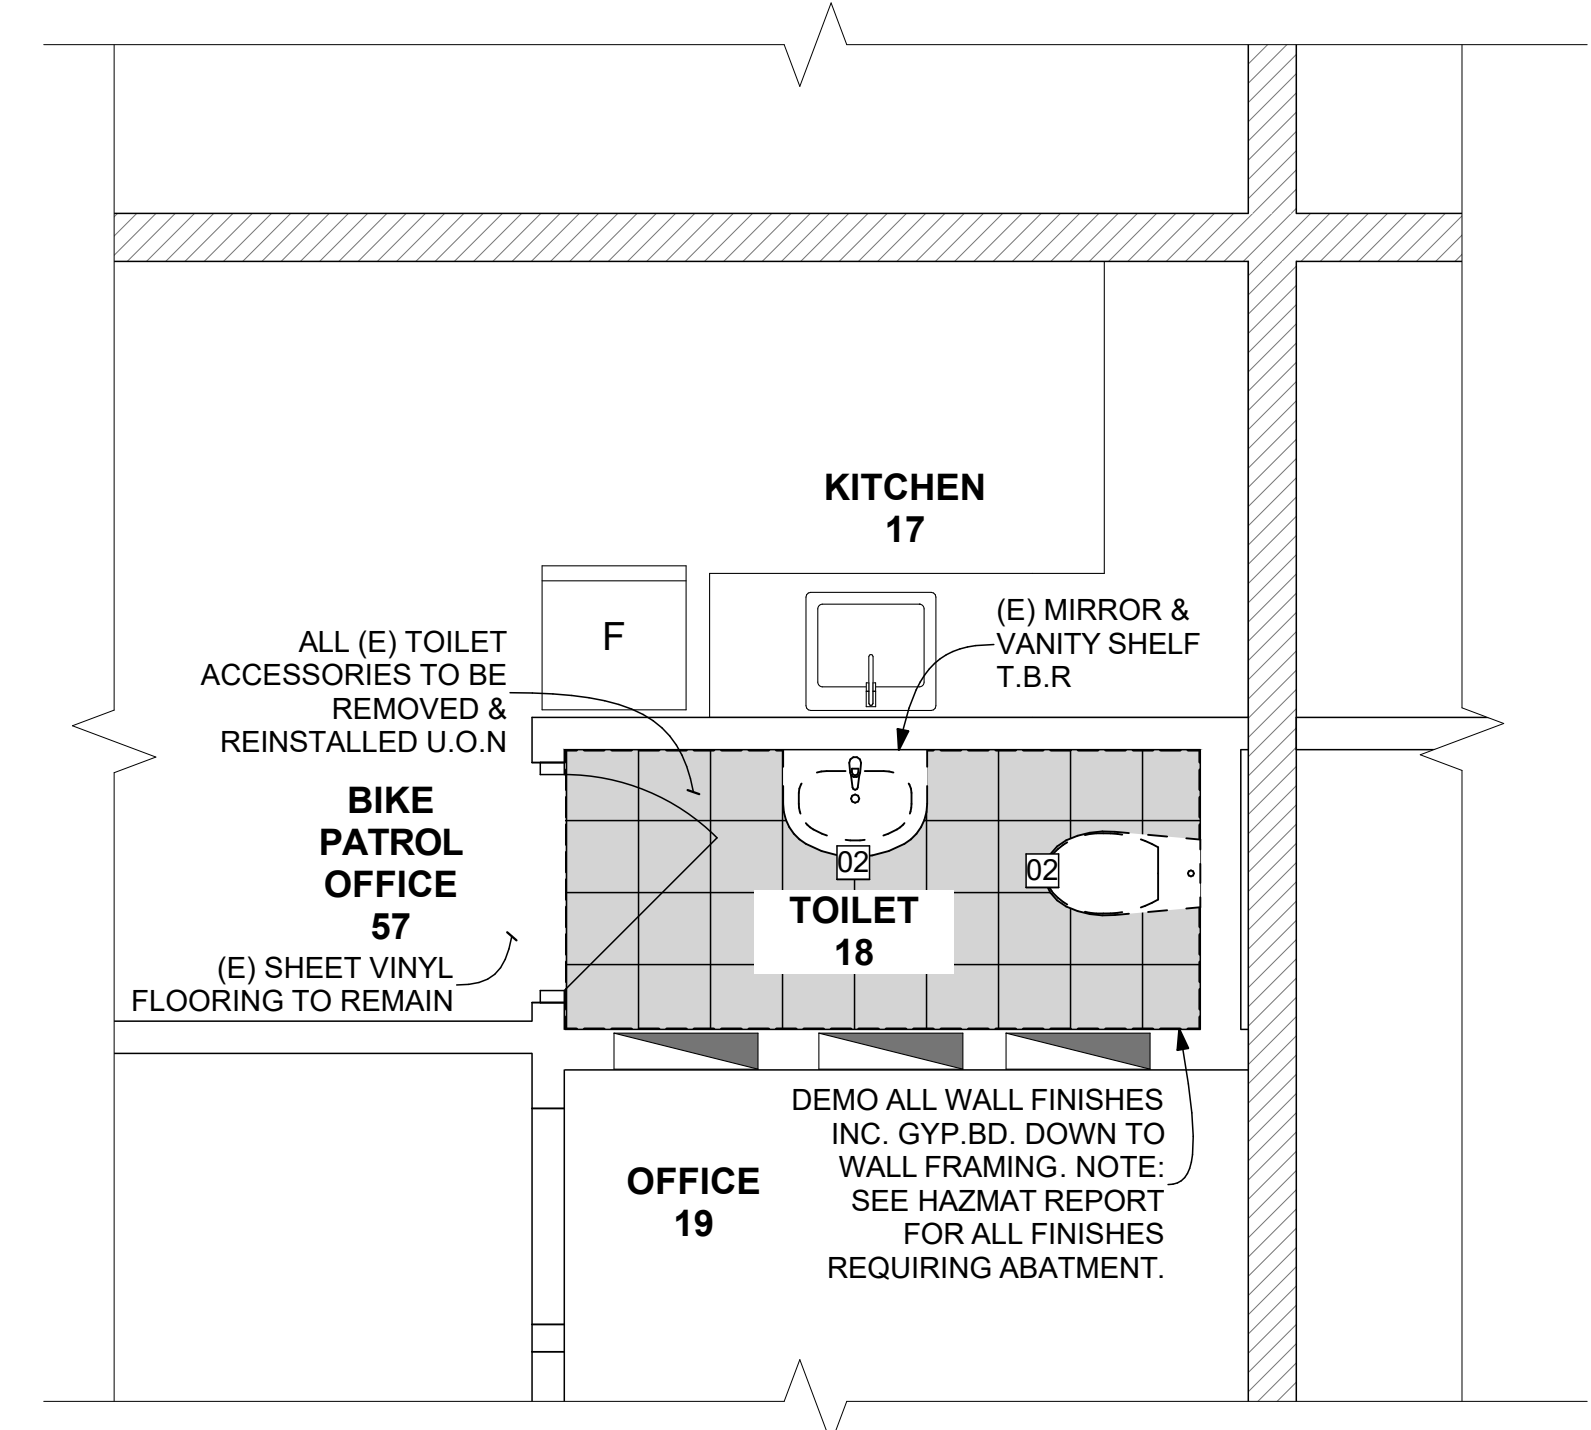 KITCHEN
17
(E) MIRROR &
VANITY SHELF
T.B.R
F
ALL (E) TOILET
ACCESSORIES TO BE
REMOVED &
REINSTALLED U.O.N
BIKE
PATROL
OFFICE
57
(E) SHEET VINYL
FLOORING TO REMAIN
02
02
TOILET
18
DEMO ALL WALL FINISHES
INC. GYP.BD. DOWN TO
WALL FRAMING. NOTE:
SEE HAZMAT REPORT
FOR ALL FINISHES
REQUIRING ABATMENT.
OFFICE
19